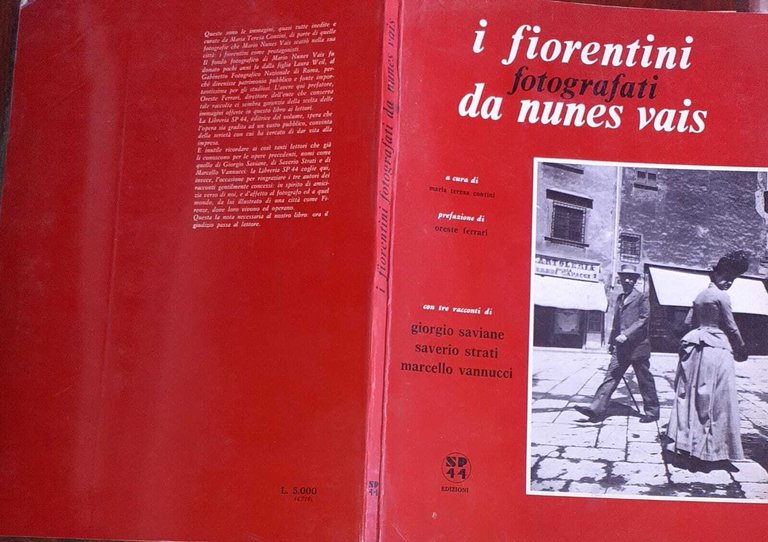 Queste sono le immagini, quasi tutte inedite e
curate da Maria Teresa Contini, di parte di quelle
fotografie che Mario Nunes Vais scattò nella sua
città: i fiorentini come protagonisti.
Il fondo fotografico di Mario Nunes Vais fu
donato pochi anni fa dalla figlia Laura Weil, al
Gabinetto Fotografico Nazionale di Roma, per-
ché divenisse patrimonio pubblico e fonte impor-
tantissima per gli studiosi. L'avere qui prefatore,
Oreste Ferrari, direttore dell'ente che conserva
tale raccolta ci sembra garanzia della scelta delle
immagini offerte in questo libro ai lettori.
La Libreria SP 44, editrice del volume, spera che
l'opera sia gradita ad un vasto pubblico, convinta
della serietà con cui ha cercato di dar vita alla
impresa.
E inutile ricordare ai così tanti lettori che già
li conoscono per le opere precedenti, nomi come
quello di Giorgio Saviane, di Saverio Strati e di
Marcello Vannucci: la Libreria SP 44 coglie qui,
invece, l'occasione per ringraziare i tre autori dei
racconti gentilmente concessi: in spirito di amici-
zia verso di noi, e d'affetto al fotografo ed a quel
mondo, da lui illustrato di una città come Fi-
renze, dove loro vivono ed operano.
Questa la nota necessaria al nostro libro: ora il
giudizio passa al lettore.
L. 5.000
i fiorentini fotografati da nunes vais
SP
44
i fiorentini
fotografati
da nunes vais
a cura di
maria teresa contini
prefazione di
oreste ferrari
con tre racconti di
giorgio saviane
saverio strati
marcello vannucci
SP
44
EDIZIONI